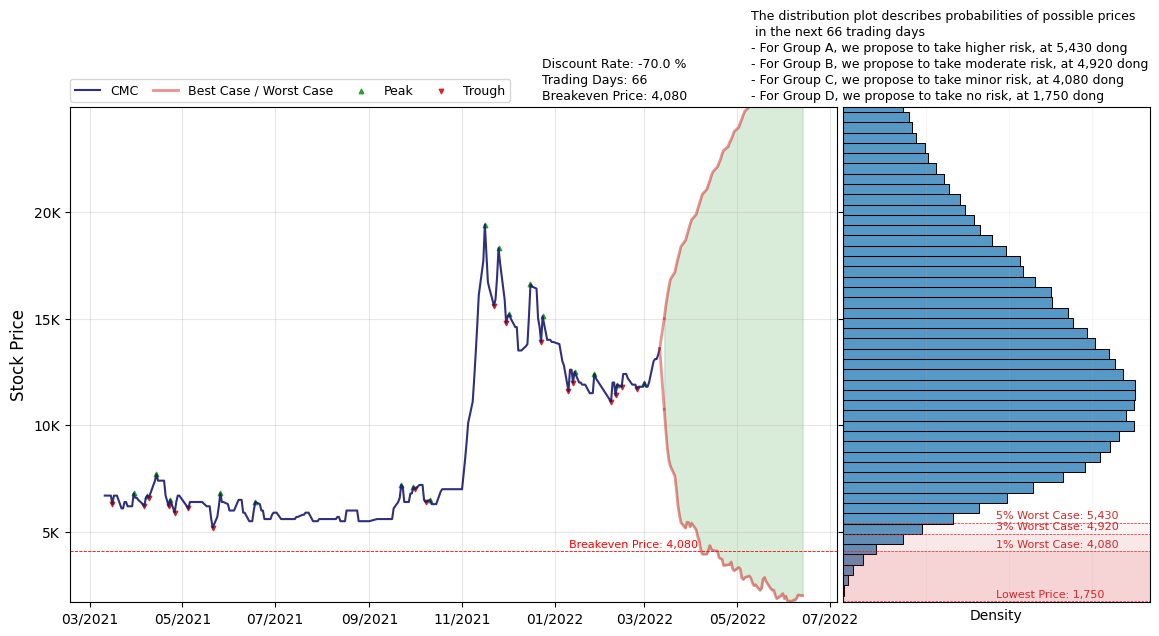 The distribution plot describes probabilities of possible prices
in the next 66 trading days
- For Group A, we propose to take higher risk, at 5,430 dong
- For Group B, we propose to take moderate risk, at 4,920 dong
- For Group C, we propose to take minor risk, at 4,080 dong
- For Group D, we propose to take no risk, at 1,750 dong
Discount Rate: -70.0 %
Trading Days: 66
Breakeven Price: 4,080
CMC
Best Case / Worst Case
Peak
Trough
Stock Price
20K
15K
10K
5K
Breakeven Price: 4,080
5% Worst Case: 5,430
3% Worst Case: 4,920
1% Worst Case: 4,080
Lowest Price: 1,750
03/2021
05/2021
07/2021
09/2021
11/2021
01/2022
03/2022
05/2022
07/2022
Density